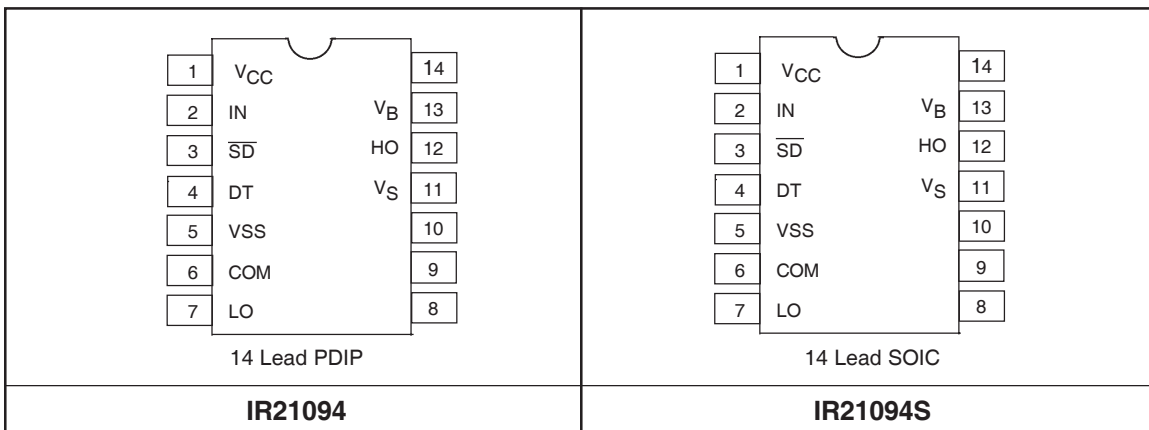 1 VCC 14
2 IN VB 13
3 SD HO 12
4 DT VS 11
5 VSS 10
6 COM 9
7 LO 8
14 Lead PDIP
IR21094
1 VCC 14
2 IN VB 13
3 SD HO 12
4 DT VS 11
5 VSS 10
6 COM 9
7 LO 8
14 Lead SOIC
IR21094S